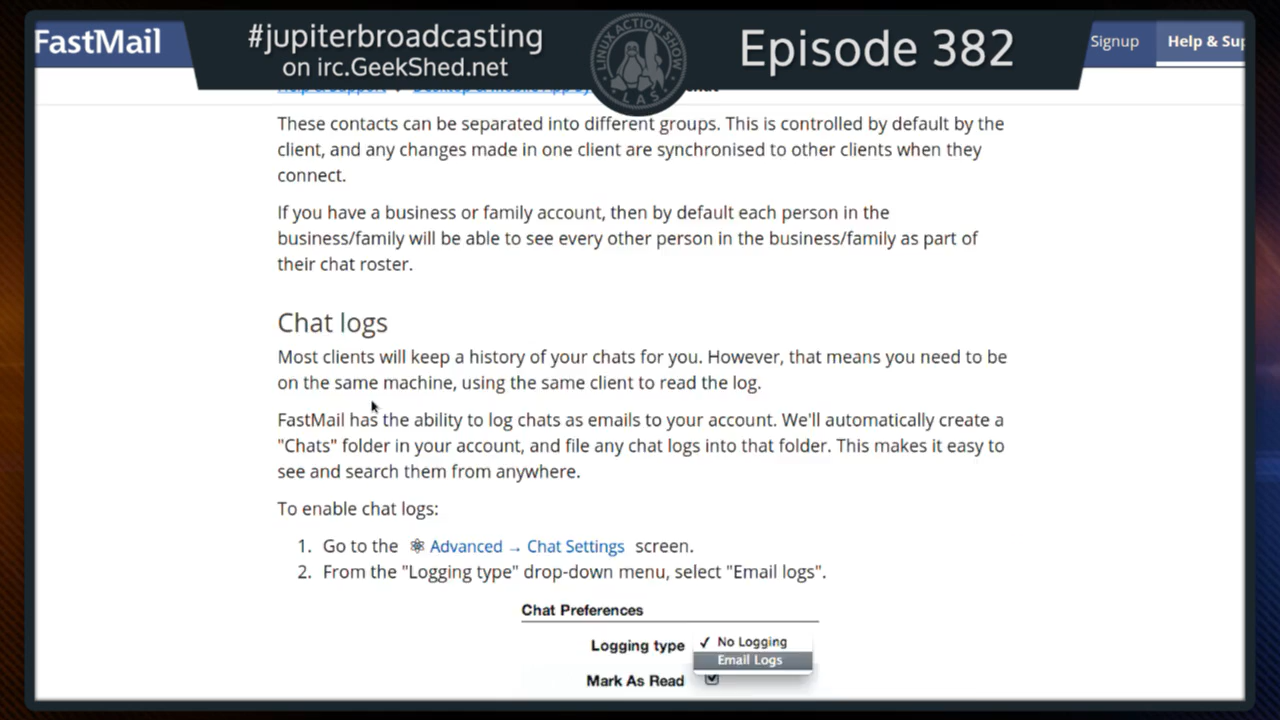 FastMail
#jupiterbroadcasting
on irc.GeekShed.net
LINUX ACTION SHOW
LAS
Episode 382
Signup
Help & Sup
Help & Support
These contacts can be separated into different groups. This is controlled by default by the
client, and any changes made in one client are synchronised to other clients when they
connect.
If you have a business or family account, then by default each person in the
business/family will be able to see every other person in the business/family as part of
their chat roster.
Chat logs
Most clients will keep a history of your chats for you. However, that means you need to be
on the same machine, using the same client to read the log.
FastMail has the ability to log chats as emails to your account. We'll automatically create a
"Chats" folder in your account, and file any chat logs into that folder. This makes it easy to
see and search them from anywhere.
To enable chat logs:
1. Go to the Advanced → Chat Settings screen.
2. From the "Logging type" drop-down menu, select "Email logs".
Chat Preferences
Logging type ✓ No Logging
Email Logs
Mark As Read